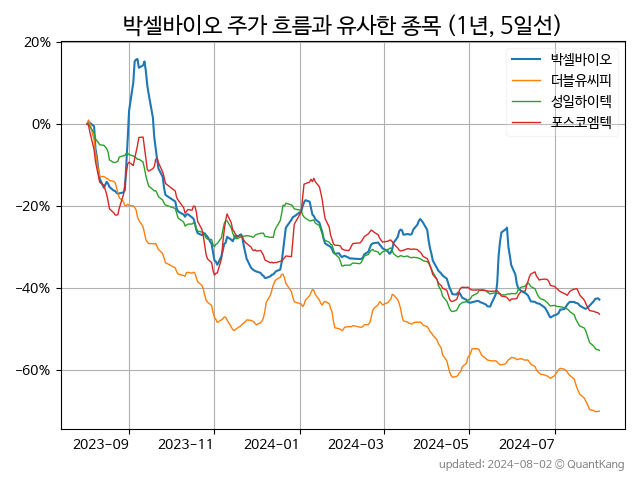 박셀바이오 주가 흐름과 유사한 종목 (1년, 5일선)
박셀바이오
더블유씨피
성일하이텍
포스코엠텍
20%
0%
−20%
−40%
−60%
2023-09 2023-11 2024-01 2024-03 2024-05 2024-07
updated: 2024-08-02 © QuantKang